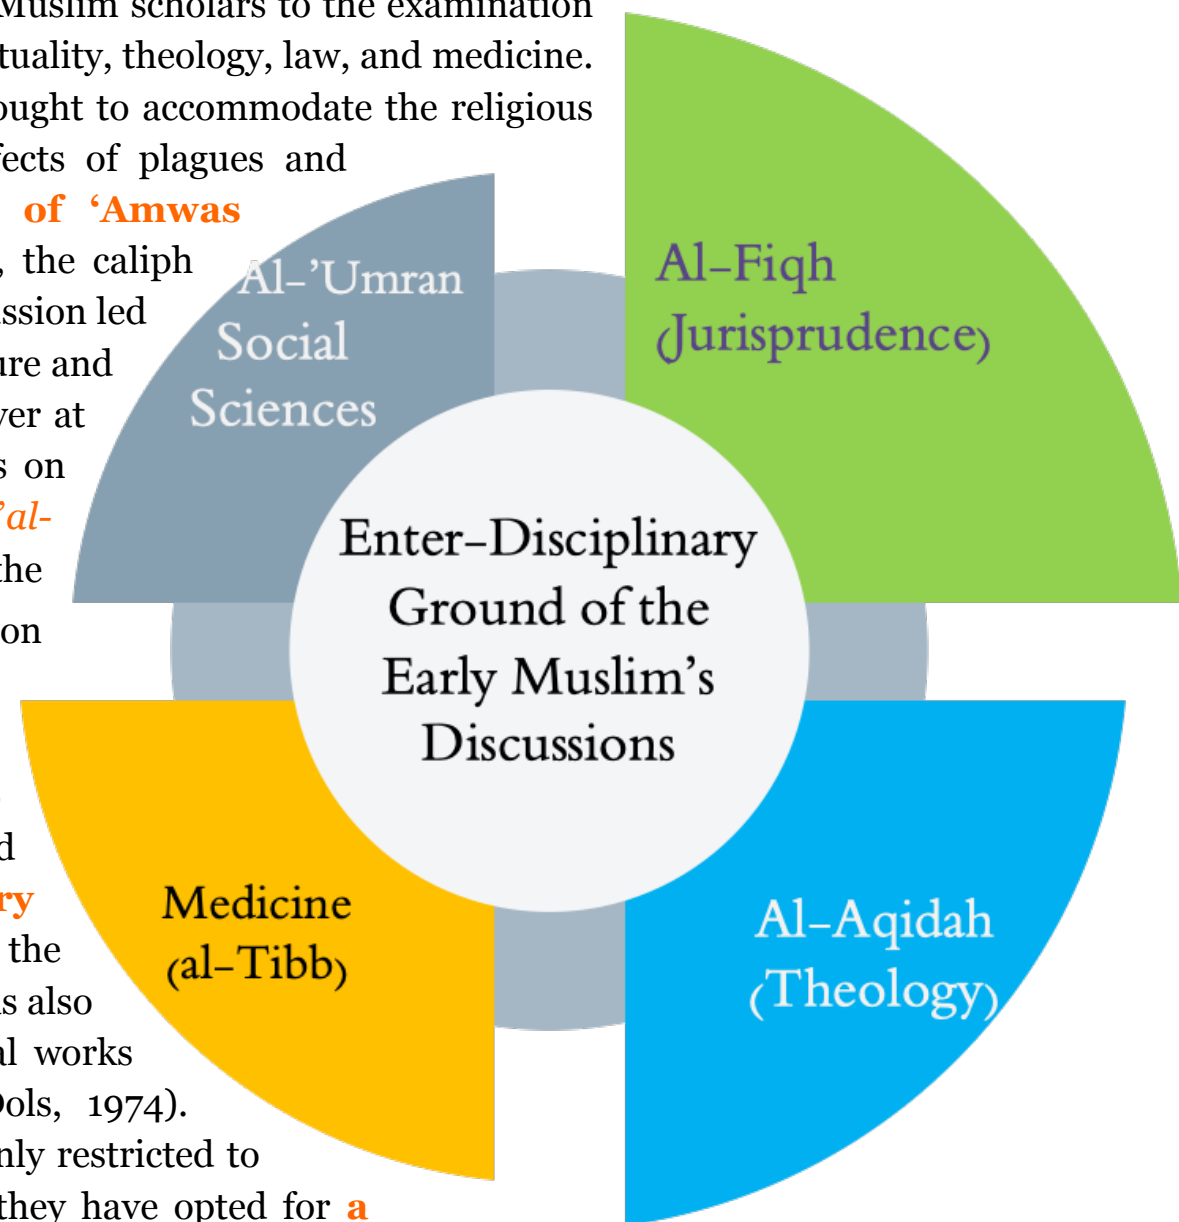 Muslim scholars to the examination
tuality, theology, law, and medicine.
ought to accommodate the religious
fects of plagues and
of ‘Amwas
, the caliph
ssion led
ure and
ver at
s on
’al-
the
on
d
ry
the
ls also
al works
Dols, 1974).
nly restricted to
they have opted for a
Al-’Umran
Social
Sciences
Al-Fiqh
(Jurisprudence)
Enter-Disciplinary
Ground of the
Early Muslim’s
Discussions
Medicine
(al-Tibb)
Al-Aqidah
(Theology)